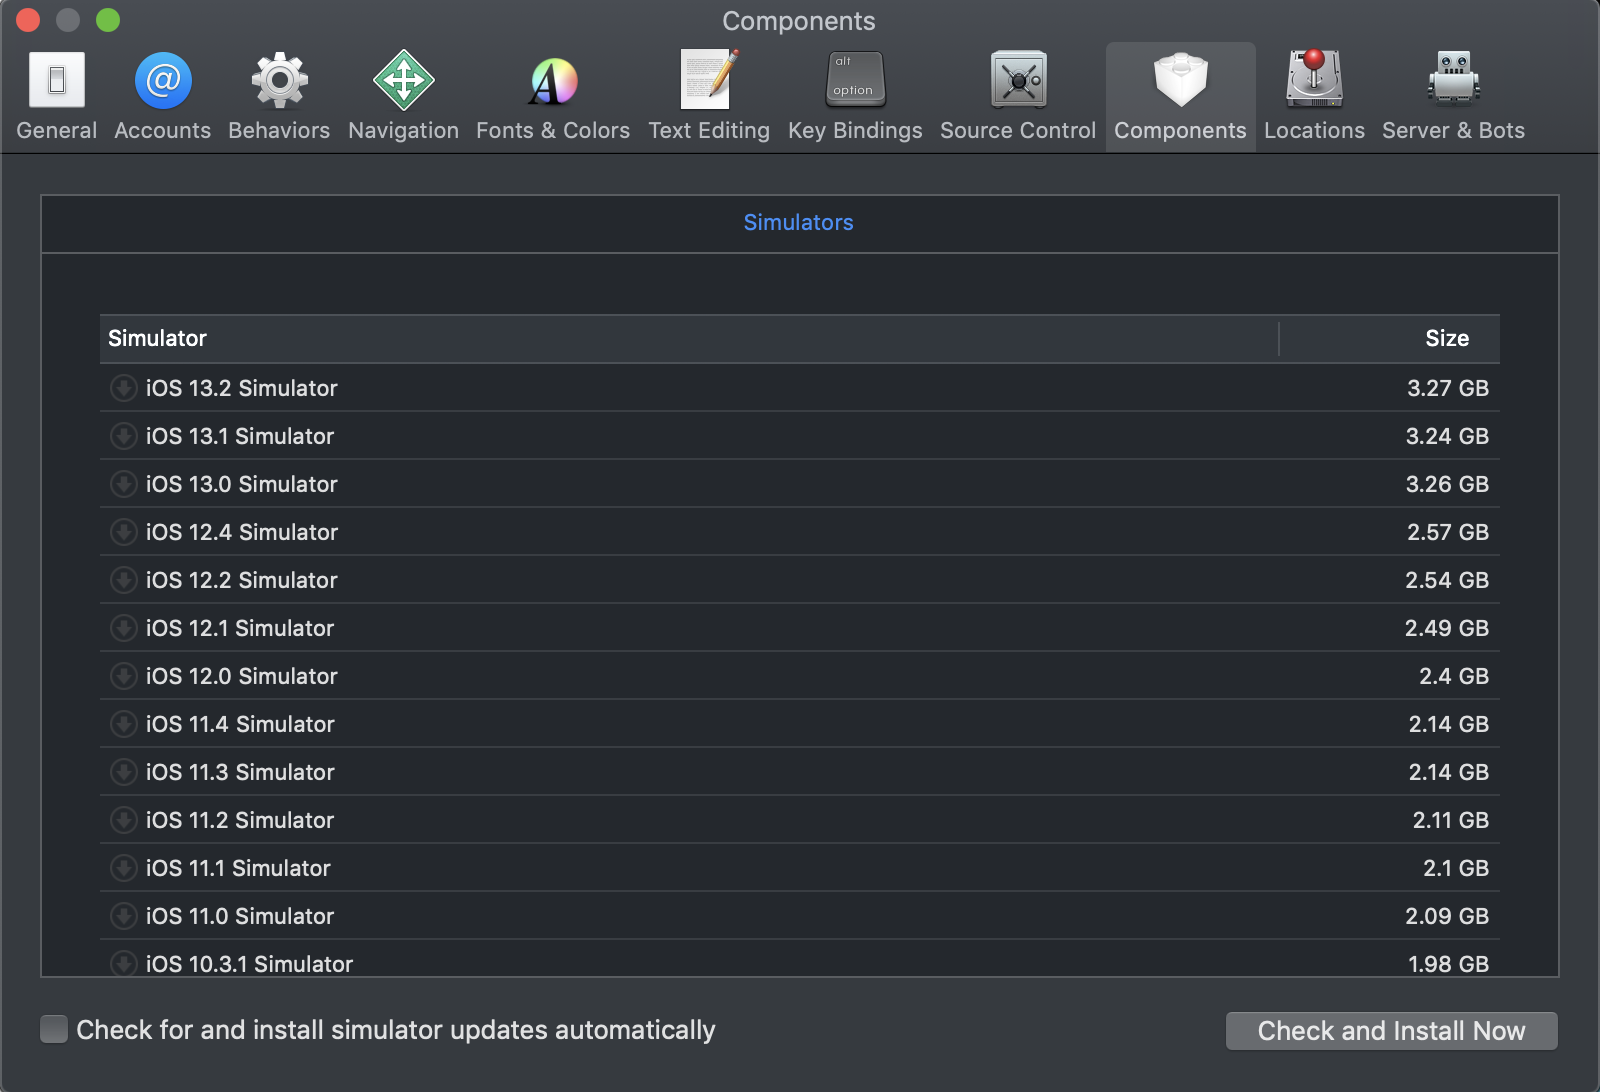 Components
General Accounts Behaviors Navigation Fonts & Colors Text Editing Key Bindings Source Control Components Locations Server & Bots
@
A
alt
option
Simulators
Simulator Size
iOS 13.2 Simulator 3.27 GB
iOS 13.1 Simulator 3.24 GB
iOS 13.0 Simulator 3.26 GB
iOS 12.4 Simulator 2.57 GB
iOS 12.2 Simulator 2.54 GB
iOS 12.1 Simulator 2.49 GB
iOS 12.0 Simulator 2.4 GB
iOS 11.4 Simulator 2.14 GB
iOS 11.3 Simulator 2.14 GB
iOS 11.2 Simulator 2.11 GB
iOS 11.1 Simulator 2.1 GB
iOS 11.0 Simulator 2.09 GB
iOS 10.3.1 Simulator 1.98 GB
Check for and install simulator updates automatically
Check and Install Now